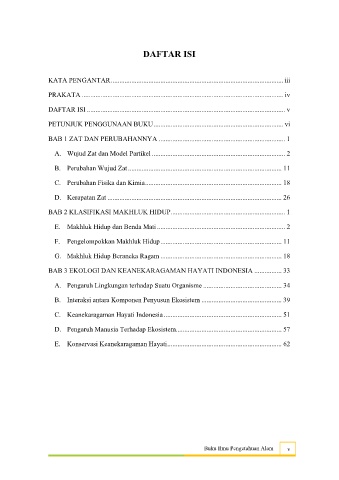 DAFTAR ISI
KATA PENGANTAR.......... iii
PRAKATA .......... iv
DAFTAR ISI .......... v
PETUNJUK PENGGUNAAN BUKU .......... vi
BAB 1 ZAT DAN PERUBAHANNYA .......... 1
A. Wujud Zat dan Model Partikel .......... 2
B. Perubahan Wujud Zat .......... 11
C. Perubahan Fisika dan Kimia .......... 18
D. Kerapatan Zat .......... 26
BAB 2 KLASIFIKASI MAKHLUK HIDUP .......... 1
E. Makhluk Hidup dan Benda Mati .......... 2
F. Pengelompokkan Makhluk Hidup .......... 11
G. Makhluk Hidup Beraneka Ragam .......... 18
BAB 3 EKOLOGI DAN KEANEKARAGAMAN HAYATI INDONESIA .......... 33
A. Pengaruh Lingkungan terhadap Suatu Organisme .......... 34
B. Interaksi antara Komponen Penyusun Ekosistem .......... 39
C. Keanekaragaman Hayati Indonesia .......... 51
D. Pengaruh Manusia Terhadap Ekosistem .......... 57
E. Konservasi Keanekaragaman Hayati .......... 62
Buku Ilmu Pengetahuan Alam v